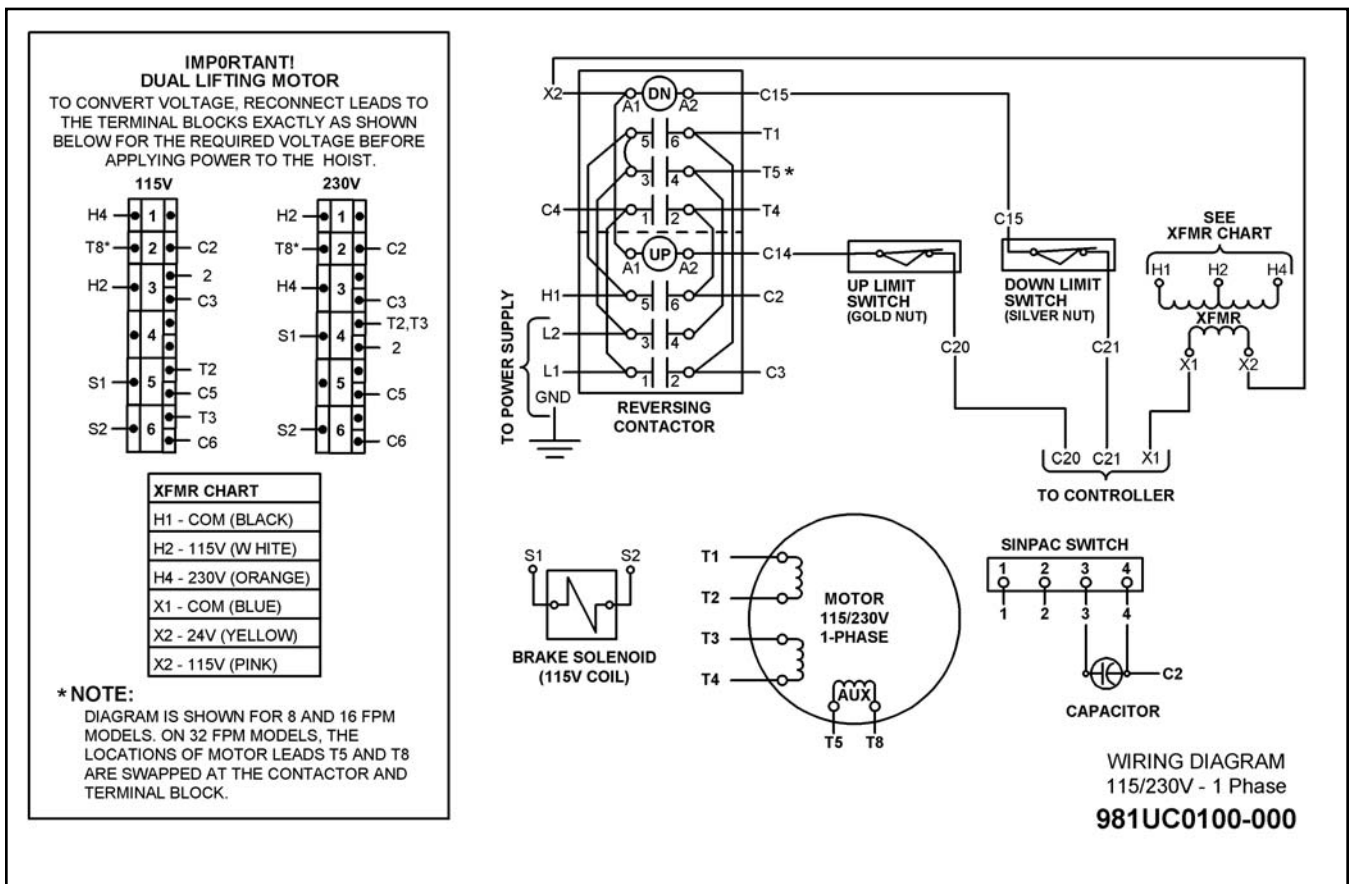 IMP0RTANT!
DUAL LIFTING MOTOR
TO CONVERT VOLTAGE, RECONNECT LEADS TO
THE TERMINAL BLOCKS EXACTLY AS SHOWN
BELOW FOR THE REQUIRED VOLTAGE BEFORE
APPLYING POWER TO THE HOIST.
115V
H4 1
T8* 2 C2
H2 3 2
C3
4
S1 5 T2
C5
S2 6 T3
C6
230V
H2 1
T8* 2 C2
H4 3
C3
S1 4 T2,T3
2
5
C5
S2 6
C6
XFMR CHART
H1 - COM (BLACK)
H2 - 115V (W HITE)
H4 - 230V (ORANGE)
X1 - COM (BLUE)
X2 - 24V (YELLOW)
X2 - 115V (PINK)
* NOTE:
DIAGRAM IS SHOWN FOR 8 AND 16 FPM
MODELS. ON 32 FPM MODELS, THE
LOCATIONS OF MOTOR LEADS T5 AND T8
ARE SWAPPED AT THE CONTACTOR AND
TERMINAL BLOCK.
X2 A1 DN A2 C15
5 6 T1
3 4 T5 *
C4 1 2 T4
A1 UP A2 C14
H1 5 6 C2
L2 3 4
L1 1 2 C3
GND
TO POWER SUPPLY
REVERSING
CONTACTOR
UP LIMIT
SWITCH
(GOLD NUT)
C20
C15
DOWN LIMIT
SWITCH
(SILVER NUT)
C21
SEE
XFMR CHART
H1 H2 H4
XFMR
X1 X2
C20 C21 X1
TO CONTROLLER
S1 S2
BRAKE SOLENOID
(115V COIL)
T1
T2
T3
T4
MOTOR
115/230V
1-PHASE
AUX
T5 T8
SINPAC SWITCH
1 2 3 4
1 2 3 4
C2
CAPACITOR
WIRING DIAGRAM
115/230V - 1 Phase
981UC0100-000